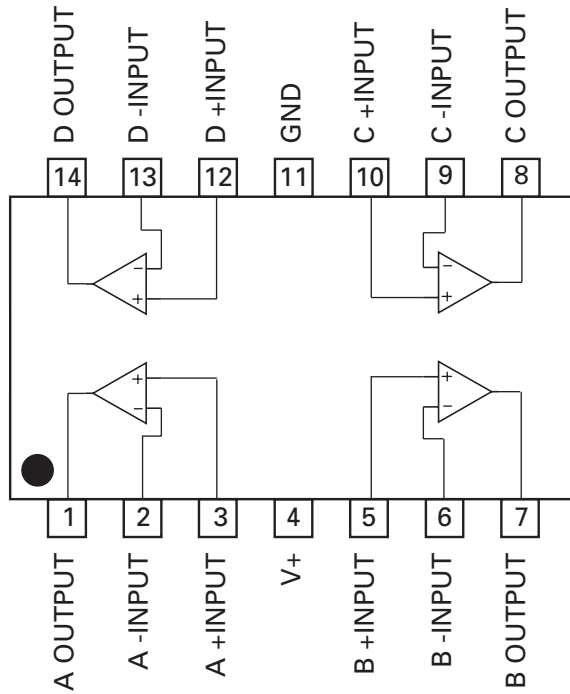 D OUTPUT
D -INPUT
D +INPUT
GND
C +INPUT
C -INPUT
C OUTPUT
14
13
12
11
10
9
8
−
+
−
+
+
−
+
−
1
2
3
4
5
6
7
A OUTPUT
A -INPUT
A +INPUT
V+
B +INPUT
B -INPUT
B OUTPUT